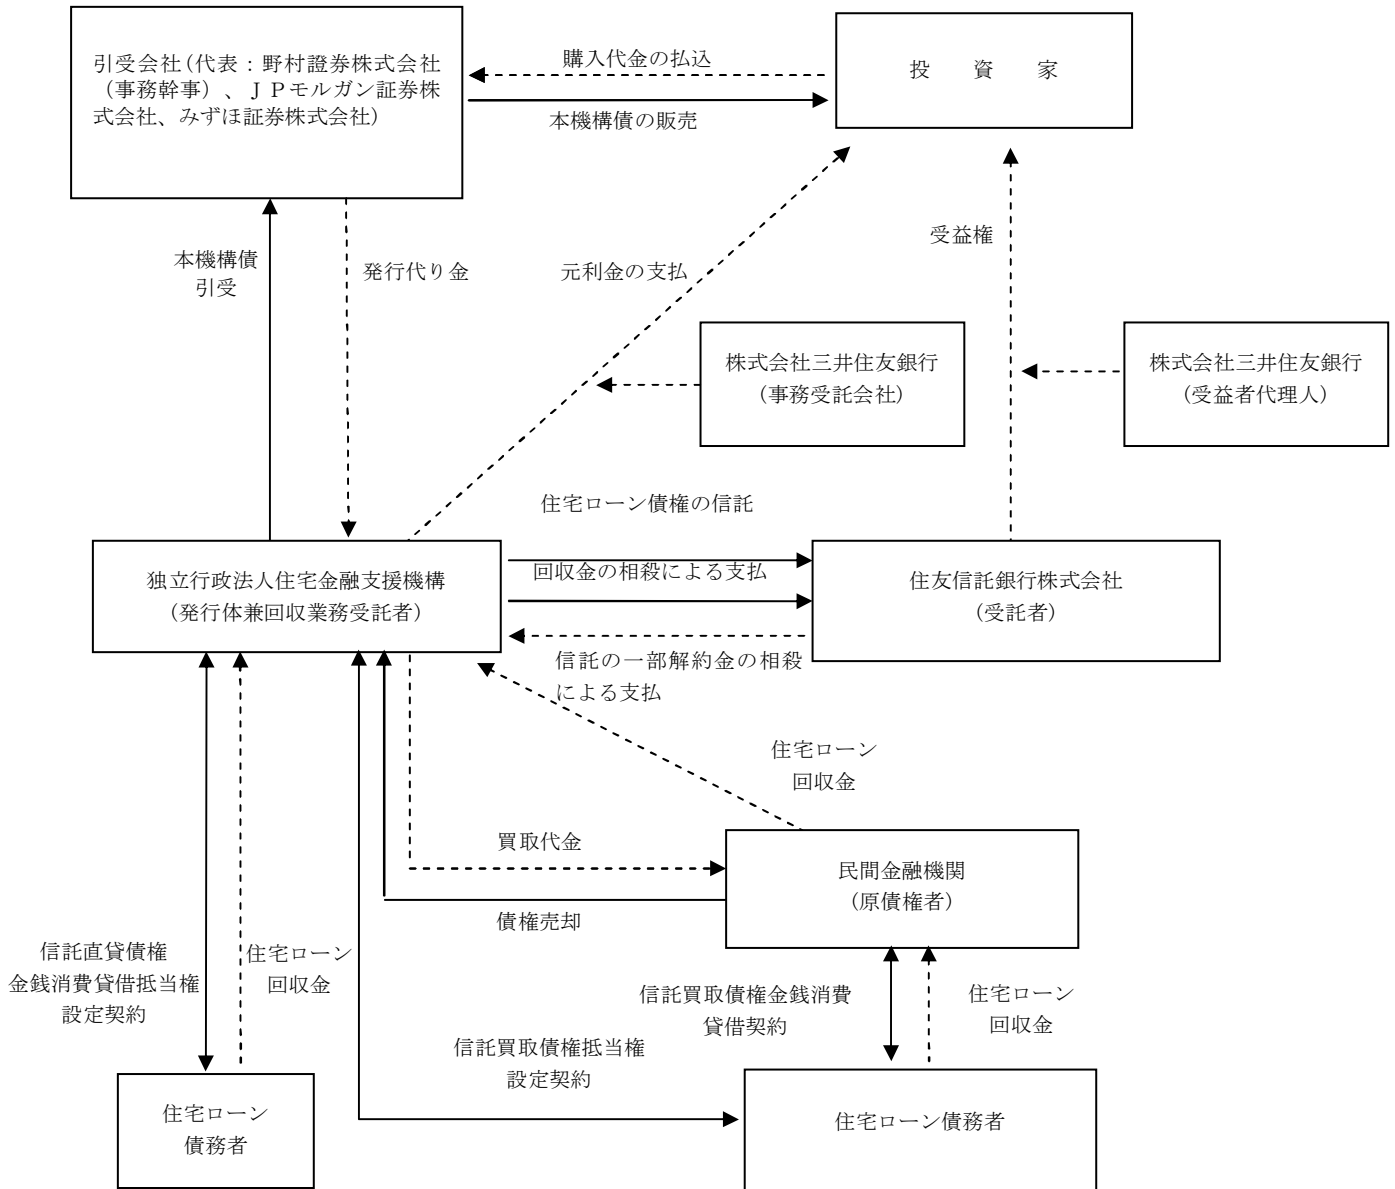 引受会社(代表：野村證券株式会社
（事務幹事）、ＪＰモルガン証券株
式会社、みずほ証券株式会社)
購入代金の払込
本機構債の販売
投　資　家
本機構債
引受
発行代り金
元利金の支払
受益権
株式会社三井住友銀行
（事務受託会社）
株式会社三井住友銀行
（受益者代理人）
住宅ローン債権の信託
独立行政法人住宅金融支援機構
（発行体兼回収業務受託者）
回収金の相殺による支払
住友信託銀行株式会社
（受託者）
信託の一部解約金の相殺
による支払
住宅ローン
回収金
買取代金
民間金融機関
（原債権者）
債権売却
信託直貸債権
金銭消費貸借抵当権
設定契約
住宅ローン
回収金
信託買取債権金銭消費
貸借契約
住宅ローン
回収金
信託買取債権抵当権
設定契約
住宅ローン
債務者
住宅ローン債務者